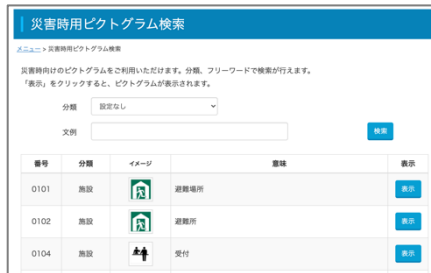 災害時用ピクトグラム検索
メニュー > 災害時用ピクトグラム検索
災害時向けのピクトグラムをご利用いただけます。分類、フリーワードで検索が行えます。
「表示」をクリックすると、ピクトグラムが表示されます。
分類 設定なし
文例 検索
番号 分類 イメージ 意味 表示
0101 施設 避難場所 表示
0102 施設 避難所 表示
0104 施設 受付 表示